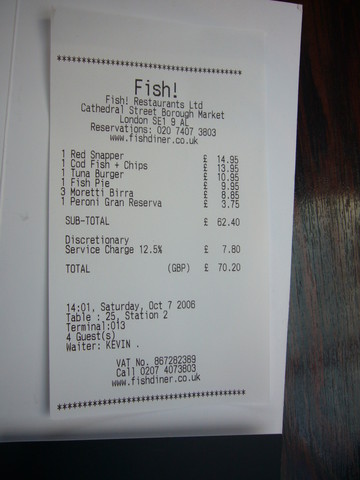 ************************************
Fish!
Fish! Restaurants Ltd
Cathedral Street Borough Market
London SE1 9 AL
Reservations: 020 7407 3803
www.fishdiner.co.uk
1 Red Snapper £ 14.95
1 Cod Fish + Chips £ 13.95
1 Tuna Burger £ 10.95
1 Fish Pie £ 9.95
3 Moretti Birra £ 8.85
1 Peroni Gran Reserva £ 3.75
SUB-TOTAL £ 62.40
Discretionary
Service Charge 12.5% £ 7.80
TOTAL (GBP) £ 70.20
14:01, Saturday, Oct 7 2006
Table : 25, Station 2
Terminal:013
4 Guest(s)
Waiter: KEVIN .
VAT No. 867282389
Call 0207 4073803
www.fishdiner.co.uk
************************************